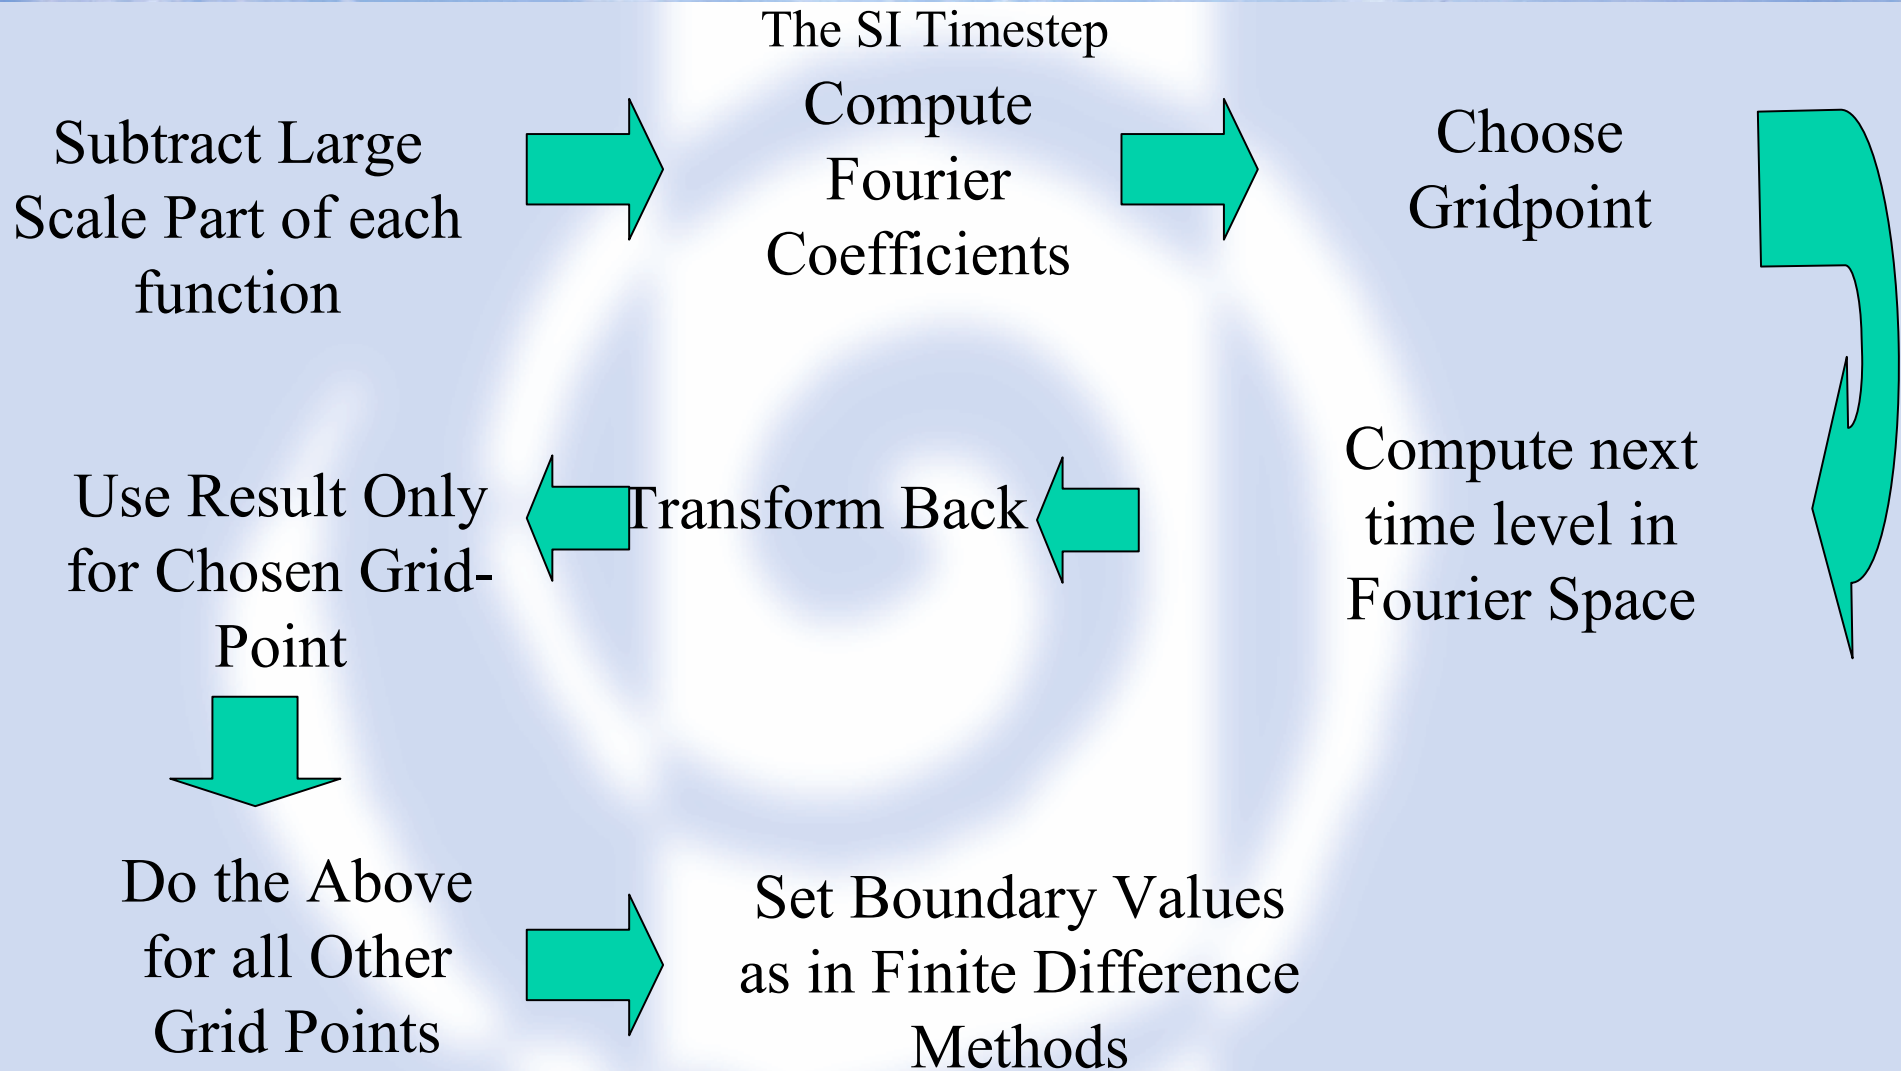 The SI Timestep
Subtract Large
Scale Part of each
function
Compute
Fourier
Coefficients
Choose
Gridpoint
Compute next
time level in
Fourier Space
Transform Back
Use Result Only
for Chosen Grid-
Point
Do the Above
for all Other
Grid Points
Set Boundary Values
as in Finite Difference
Methods